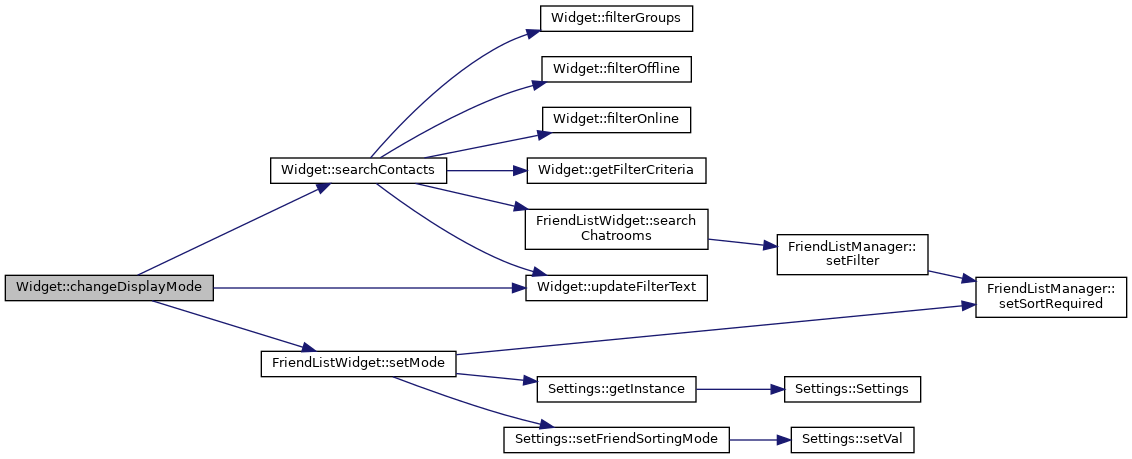 Widget::filterGroups
Widget::filterOffline
Widget::filterOnline
Widget::searchContacts
Widget::getFilterCriteria
FriendListWidget::search
Chatrooms
FriendListManager::
setFilter
Widget::changeDisplayMode
Widget::updateFilterText
FriendListManager::
setSortRequired
FriendListWidget::setMode
Settings::getInstance
Settings::Settings
Settings::setFriendSortingMode
Settings::setVal